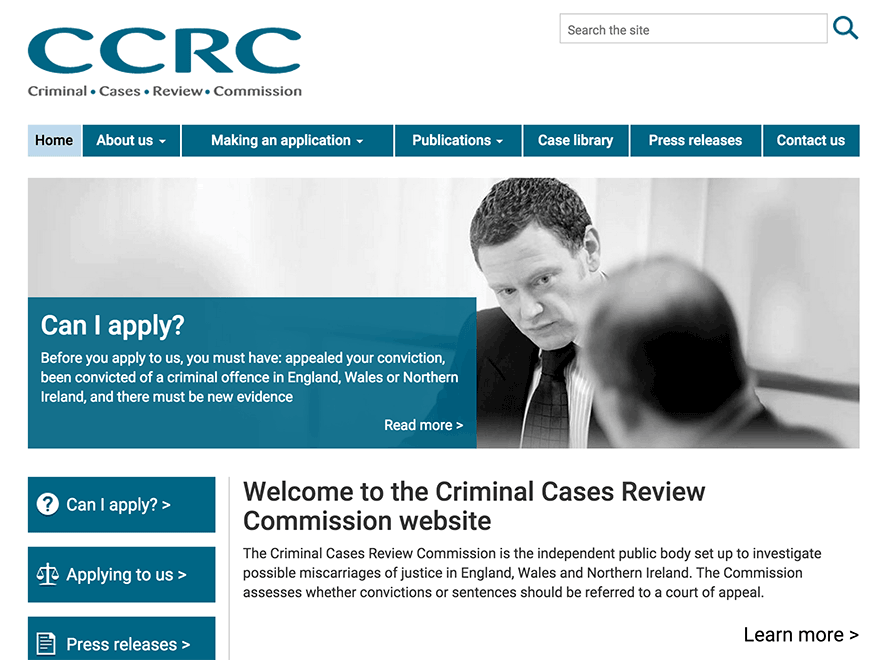 CCRC
Criminal • Cases • Review • Commission
Search the site
Home
About us
Making an application
Publications
Case library
Press releases
Contact us
Can I apply?
Before you apply to us, you must have: appealed your conviction,
been convicted of a criminal offence in England, Wales or Northern
Ireland, and there must be new evidence
Read more >
? Can I apply? >
Applying to us >
Press releases >
Welcome to the Criminal Cases Review
Commission website
The Criminal Cases Review Commission is the independent public body set up to investigate
possible miscarriages of justice in England, Wales and Northern Ireland. The Commission
assesses whether convictions or sentences should be referred to a court of appeal.
Learn more >